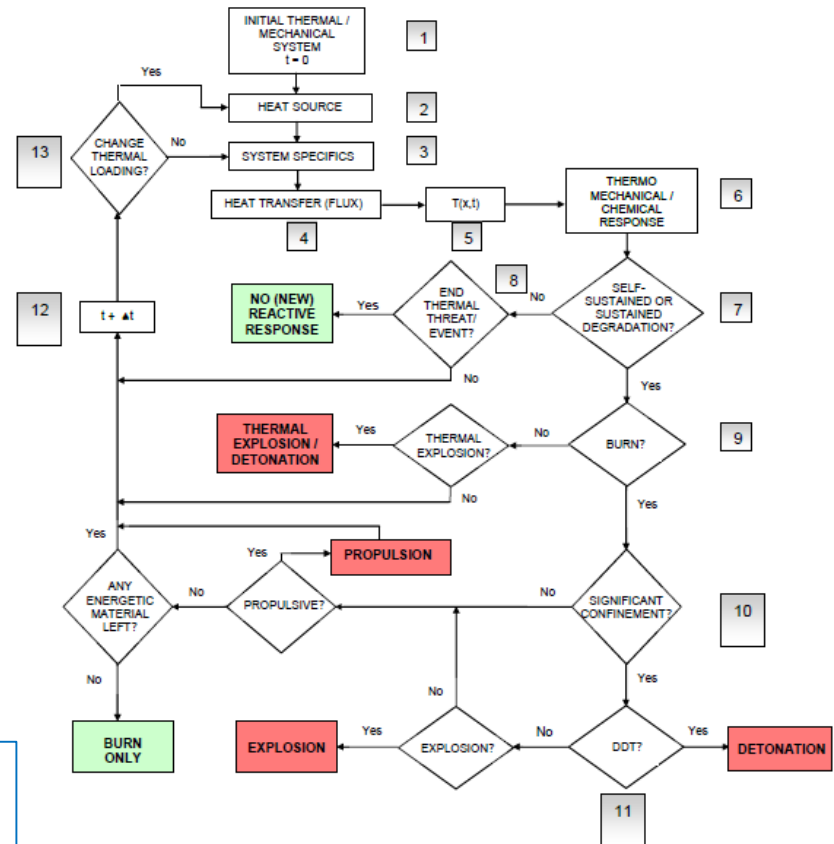 INITIAL THERMAL /
MECHANICAL
SYSTEM
t = 0
1
Yes
HEAT SOURCE
2
13
CHANGE
THERMAL
LOADING?
No
SYSTEM SPECIFICS
3
HEAT TRANSFER (FLUX)
T(x,t)
THERMO
MECHANICAL /
CHEMICAL
RESPONSE
6
4
5
12
t + ▲t
NO (NEW)
REACTIVE
RESPONSE
Yes
END
THERMAL
THREAT/
EVENT?
8
No
SELF-
SUSTAINED OR
SUSTAINED
DEGRADATION?
7
No
Yes
THERMAL
EXPLOSION /
DETONATION
Yes
THERMAL
EXPLOSION?
No
BURN?
9
No
Yes
Yes
Yes
PROPULSION
ANY
ENERGETIC
MATERIAL
LEFT?
No
PROPULSIVE?
No
SIGNIFICANT
CONFINEMENT?
10
No
No
Yes
BURN
ONLY
EXPLOSION
Yes
EXPLOSION?
No
DDT?
Yes
DETONATION
11